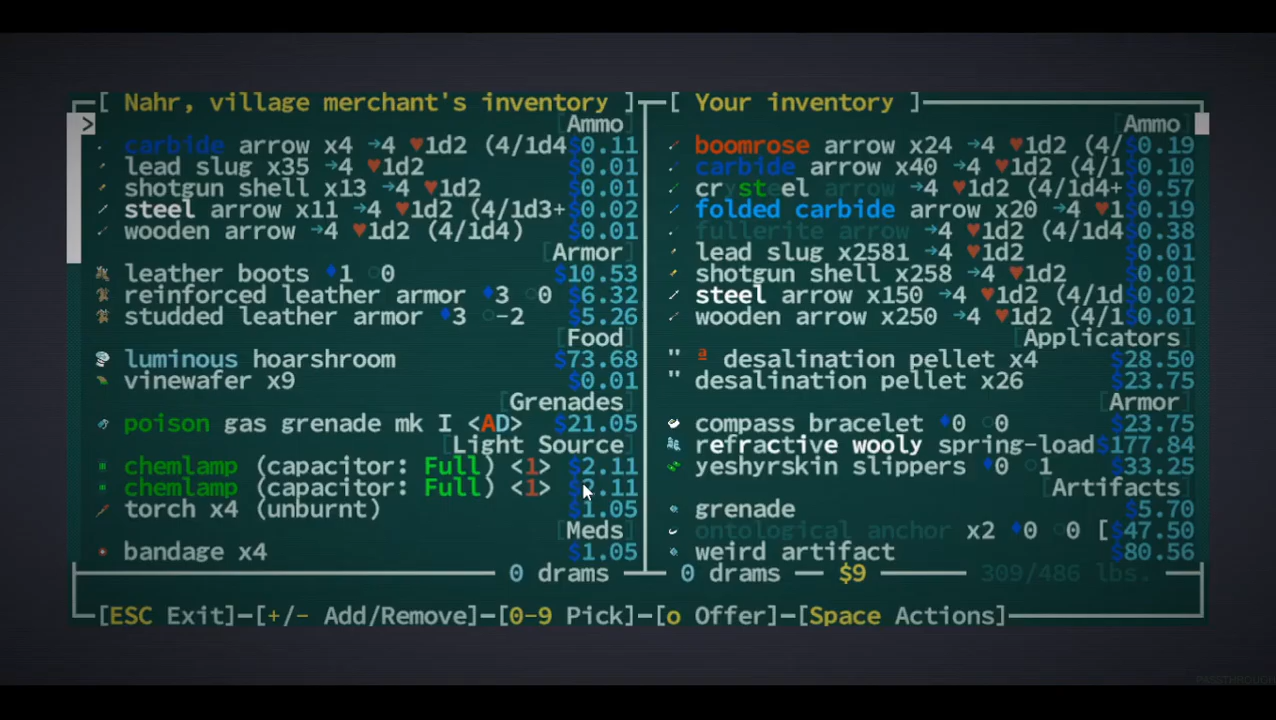 [ Nahr, village merchant's inventory ]
> [Ammo]
carbide arrow x4 →4 ♥1d2 (4/1d4 $0.11
lead slug x35 →4 ♥1d2 $0.01
shotgun shell x13 →4 ♥1d2 $0.01
steel arrow x11 →4 ♥1d2 (4/1d3+ $0.02
wooden arrow →4 ♥1d2 (4/1d4) $0.01
[Armor]
leather boots ♦1 ○0 $10.53
reinforced leather armor ♦3 ○0 $6.32
studded leather armor ♦3 ○-2 $5.26
[Food]
luminous hoarshroom $73.68
vinewafer x9 $0.01
[Grenades]
poison gas grenade mk I <AD> $21.05
[Light Source]
chemlamp (capacitor: Full) <1> $2.11
chemlamp (capacitor: Full) <1> $2.11
torch x4 (unburnt) $1.05
[Meds]
bandage x4 $1.05
0 drams
[ Your inventory ]
[Ammo]
boomrose arrow x24 →4 ♥1d2 (4/ $0.19
carbide arrow x40 →4 ♥1d2 (4/1 $0.10
crysteel arrow →4 ♥1d2 (4/1d4+ $0.57
folded carbide arrow x20 →4 ♥1 $0.19
fullerite arrow →4 ♥1d2 (4/1d4 $0.38
lead slug x2581 →4 ♥1d2 $0.01
shotgun shell x258 →4 ♥1d2 $0.01
steel arrow x150 →4 ♥1d2 (4/1d $0.02
wooden arrow x250 →4 ♥1d2 (4/1 $0.01
[Applicators]
" ª desalination pellet x4 $28.50
" desalination pellet x26 $23.75
[Armor]
compass bracelet ♦0 ○0 $23.75
refractive wooly spring-load $177.84
yeshyrskin slippers ♦0 ○1 $33.25
[Artifacts]
grenade $5.70
ontological anchor x2 ♦0 ○0 [ $47.50
weird artifact $80.56
0 drams — $9 — 309/486 lbs.
[ESC Exit]—[+/- Add/Remove]—[0-9 Pick]—[o Offer]—[Space Actions]